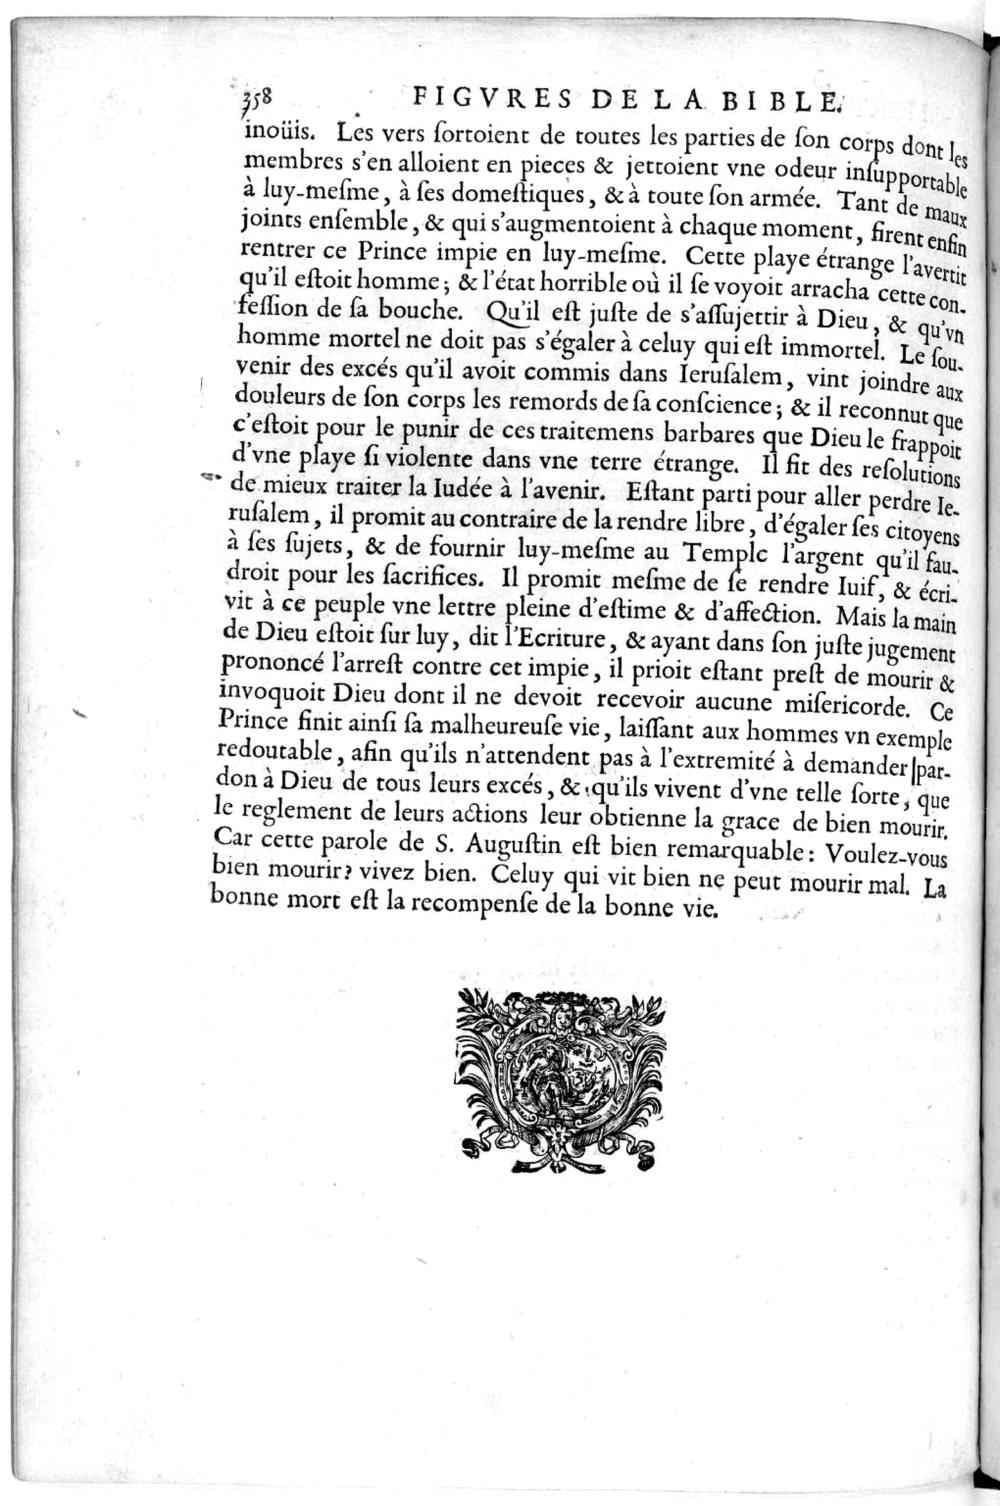 358 FIGVRES DE LA BIBLE.
inoüis. Les vers ſortoient de toutes les parties de ſon corps dont les
membres s'en alloient en pieces & jettoient vne odeur inſupportable
à luy-meſme, à ſes domeſtiques, & à toute ſon armée. Tant de maux
joints enſemble, & qui s'augmentoient à chaque moment, firent enfin
rentrer ce Prince impie en luy-meſme. Cette playe étrange l'avertit
qu'il eſtoit homme; & l'état horrible où il ſe voyoit arracha cette con-
feſſion de ſa bouche. Qu'il eſt juſte de s'aſſujettir à Dieu, & qu'vn
homme mortel ne doit pas s'égaler à celuy qui eſt immortel. Le ſou-
venir des excés qu'il avoit commis dans Ieruſalem, vint joindre aux
douleurs de ſon corps les remords de ſa conſcience; & il reconnut que
c'eſtoit pour le punir de ces traitemens barbares que Dieu le frappoit
d'vne playe ſi violente dans vne terre étrange. Il fit des reſolutions
de mieux traiter la Iudée à l'avenir. Eſtant parti pour aller perdre Ie-
ruſalem, il promit au contraire de la rendre libre, d'égaler ſes citoyens
à ſes ſujets, & de fournir luy-meſme au Temple l'argent qu'il fau-
droit pour les ſacrifices. Il promit meſme de ſe rendre Iuif, & écri-
vit à ce peuple vne lettre pleine d'eſtime & d'affection. Mais la main
de Dieu eſtoit ſur luy, dit l'Ecriture, & ayant dans ſon juſte jugement
prononcé l'arreſt contre cet impie, il prioit eſtant preſt de mourir &
invoquoit Dieu dont il ne devoit recevoir aucune miſericorde. Ce
Prince finit ainſi ſa malheureuſe vie, laiſſant aux hommes vn exemple
redoutable, afin qu'ils n'attendent pas à l'extremité à demander par-
don à Dieu de tous leurs excés, & qu'ils vivent d'vne telle ſorte, que
le reglement de leurs actions leur obtienne la grace de bien mourir.
Car cette parole de S. Auguſtin eſt bien remarquable: Voulez-vous
bien mourir? vivez bien. Celuy qui vit bien ne peut mourir mal. La
bonne mort eſt la recompenſe de la bonne vie.